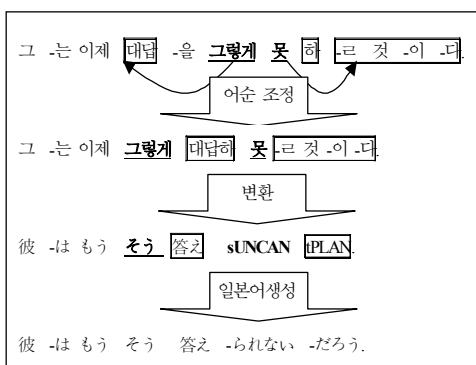 그 -는 이제 대답 -을 그렇게 못 하 -ㄹ 것 -이 -다.
어순 조정
그 -는 이제 그렇게 대답하 못 -ㄹ 것 -이 -다.
변환
彼 -は もう そう 答え sUNCAN tPLAN.
일본어생성
彼 -は もう そう 答え -られない -だろう.